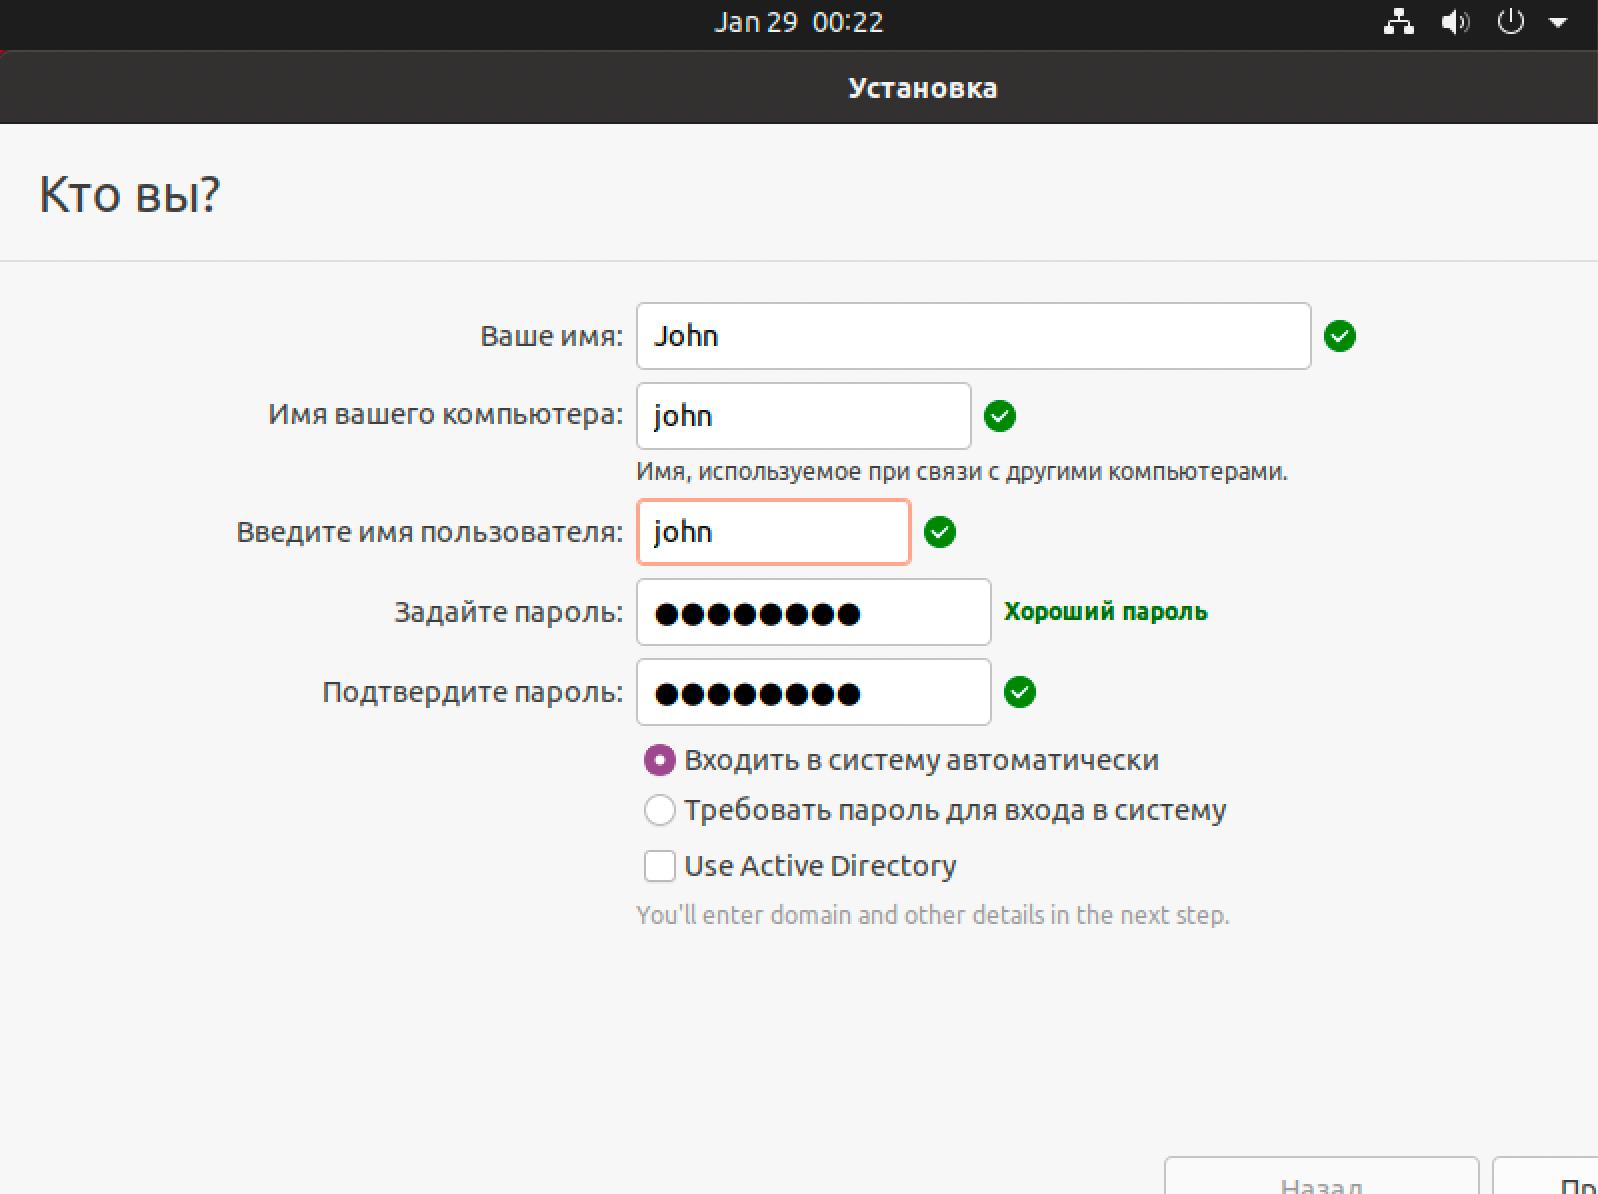 Jan 29 00:22
Установка
Кто вы?
Ваше имя: John
Имя вашего компьютера: john
Имя, используемое при связи с другими компьютерами.
Введите имя пользователя: john
Задайте пароль: ●●●●●●●● Хороший пароль
Подтвердите пароль: ●●●●●●●●
Входить в систему автоматически
Требовать пароль для входа в систему
Use Active Directory
You'll enter domain and other details in the next step.
Назад